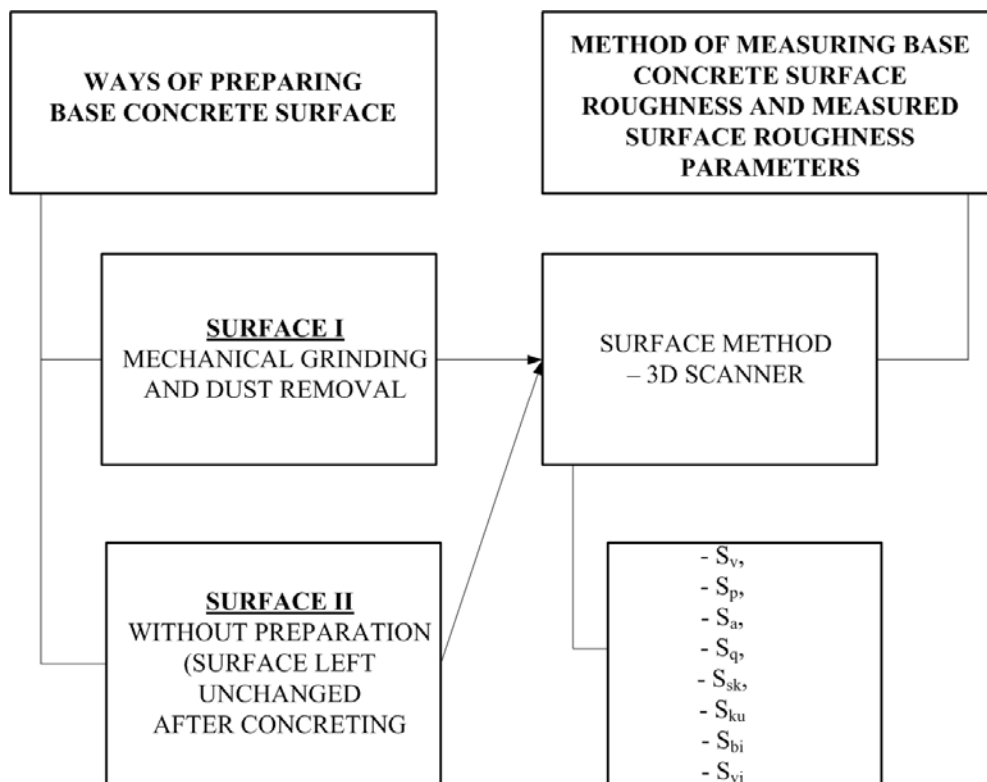 WAYS OF PREPARING
BASE CONCRETE SURFACE
METHOD OF MEASURING BASE
CONCRETE SURFACE
ROUGHNESS AND MEASURED
SURFACE ROUGHNESS
PARAMETERS
SURFACE I
MECHANICAL GRINDING
AND DUST REMOVAL
SURFACE METHOD
– 3D SCANNER
SURFACE II
WITHOUT PREPARATION
(SURFACE LEFT
UNCHANGED
AFTER CONCRETING
- Sv,
- Sp,
- Sa,
- Sq,
- Ssk,
- Sku
- Sbi
- Svi